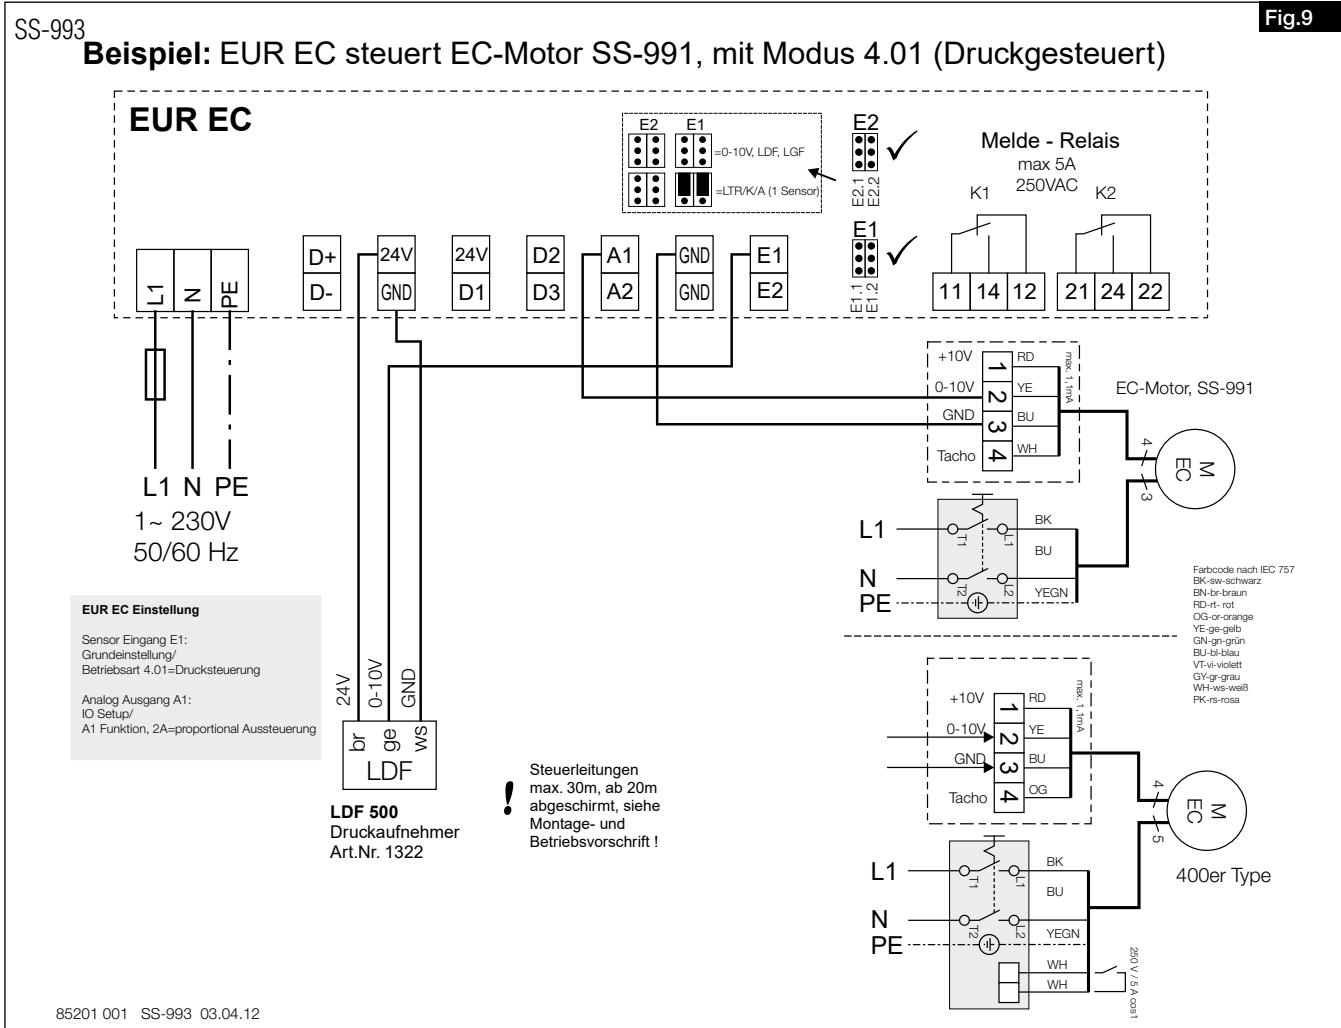 Fig.9
SS-993
Beispiel: EUR EC steuert EC-Motor SS-991, mit Modus 4.01 (Druckgesteuert)
EUR EC
E2 E1
=0-10V, LDF, LGF
=LTR/K/A (1 Sensor)
E2
E2.1
E2.2
E1
E1.1
E1.2
Melde - Relais
max 5A
250VAC
K1 K2
11 14 12 21 24 22
L1 N PE
D+ 24V 24V D2 A1 GND E1
D- GND D1 D3 A2 GND E2
L1 N PE
1~ 230V
50/60 Hz
+10V 1 RD
0-10V 2 YE
GND 3 BU
Tacho 4 WH
max. 1,1mA
EC-Motor, SS-991
4
3
M
EC
L1 T1 L1 BK
BU
N T2 L2
PE YEGN
Farbcode nach IEC 757
BK-sw-schwarz
BN-br-braun
RD-rt- rot
OG-or-orange
YE-ge-gelb
GN-gn-grün
BU-bl-blau
VT-vi-violett
GY-gr-grau
WH-ws-weiß
PK-rs-rosa
EUR EC Einstellung
Sensor Eingang E1:
Grundeinstellung/
Betriebsart 4.01=Drucksteuerung
Analog Ausgang A1:
IO Setup/
A1 Funktion, 2A=proportional Aussteuerung
24V
0-10V
GND
br
ge
ws
LDF
LDF 500
Druckaufnehmer
Art.Nr. 1322
!
Steuerleitungen
max. 30m, ab 20m
abgeschirmt, siehe
Montage- und
Betriebsvorschrift !
+10V 1 RD
0-10V 2 YE
GND 3 BU
Tacho 4 OG
max. 1,1mA
4
5
M
EC
400er Type
L1 T1 L1 BK
BU
N T2 L2
PE YEGN
WH
WH
250 V / 5 A cos1
85201 001 SS-993 03.04.12